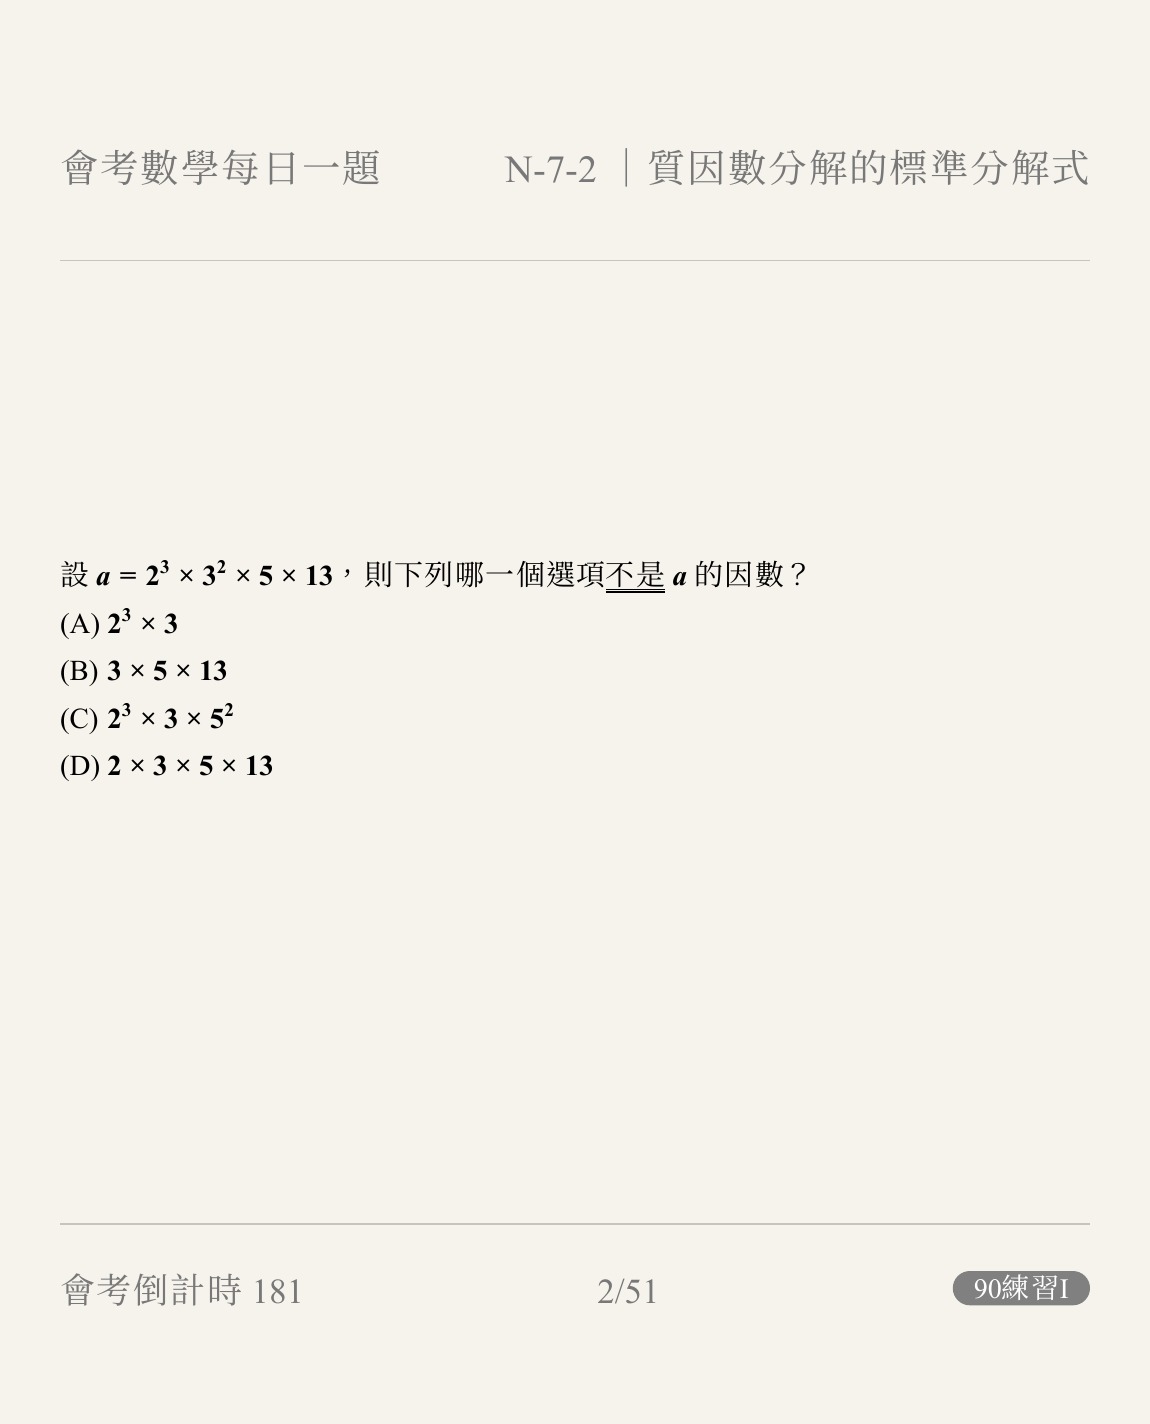 會考數學每日一題
N-7-2｜質因數分解的標準分解式
設 a = 2³ × 3² × 5 × 13，則下列哪一個選項不是 a 的因數？
(A) 2³ × 3
(B) 3 × 5 × 13
(C) 2³ × 3 × 5²
(D) 2 × 3 × 5 × 13
會考倒計時 181
2/51
90練習I